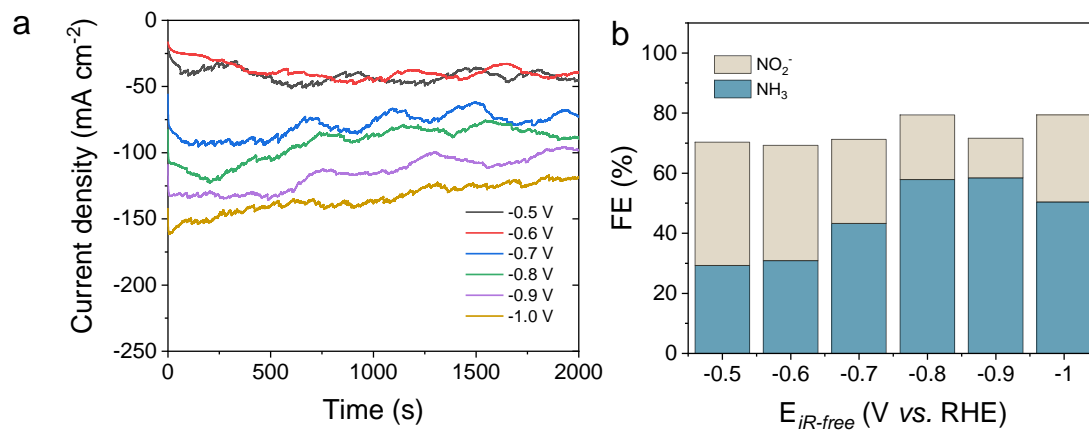 a
Current density (mA cm-2)
0
-50
-100
-150
-200
-250
0
500
1000
1500
2000
Time (s)
-0.5 V
-0.6 V
-0.7 V
-0.8 V
-0.9 V
-1.0 V
b
FE (%)
100
80
60
40
20
0
NO2-
NH3
-0.5
-0.6
-0.7
-0.8
-0.9
-1
EiR-free (V vs. RHE)